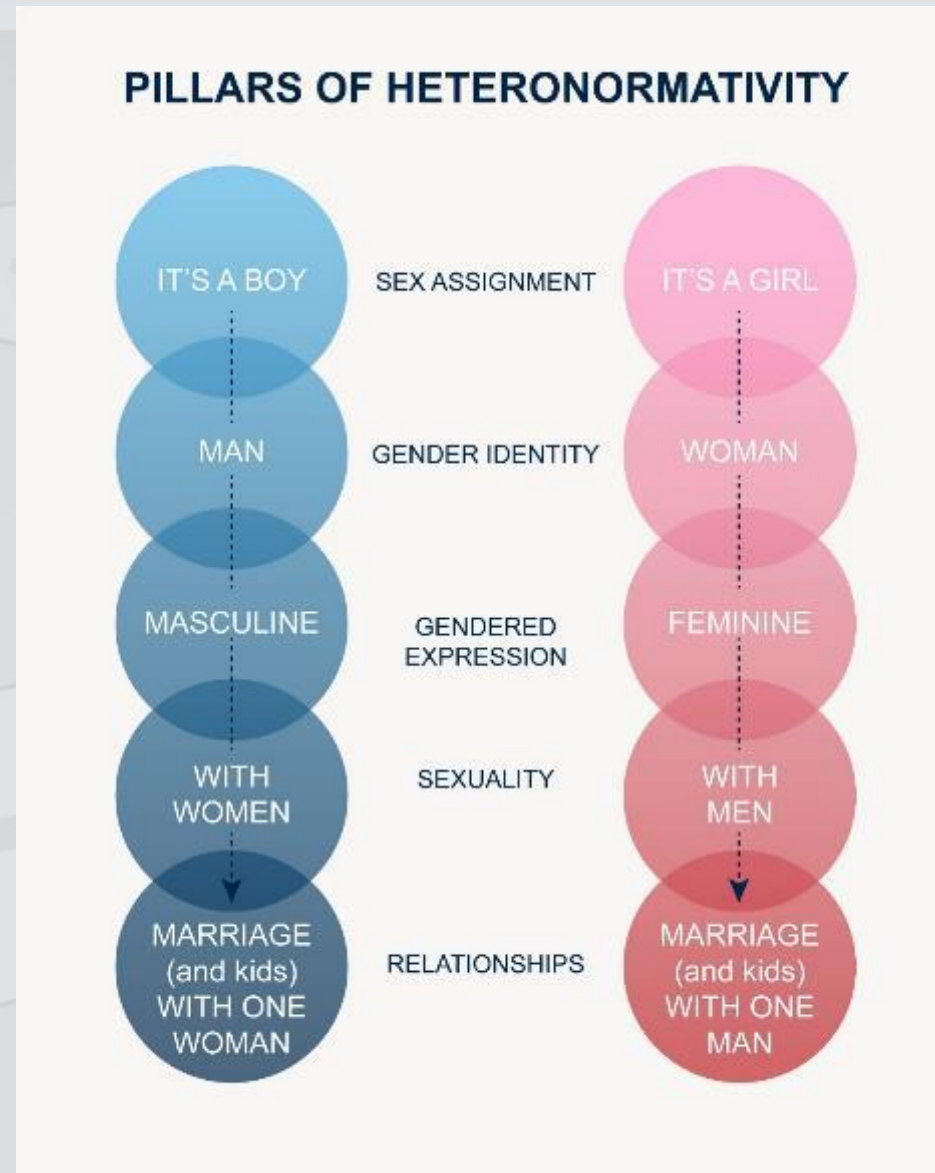 PILLARS OF HETERONORMATIVITY
IT'S A BOY
SEX ASSIGNMENT
IT'S A GIRL
MAN
GENDER IDENTITY
WOMAN
MASCULINE
GENDERED
EXPRESSION
FEMININE
WITH
WOMEN
SEXUALITY
WITH
MEN
MARRIAGE
(and kids)
WITH ONE
WOMAN
RELATIONSHIPS
MARRIAGE
(and kids)
WITH ONE
MAN